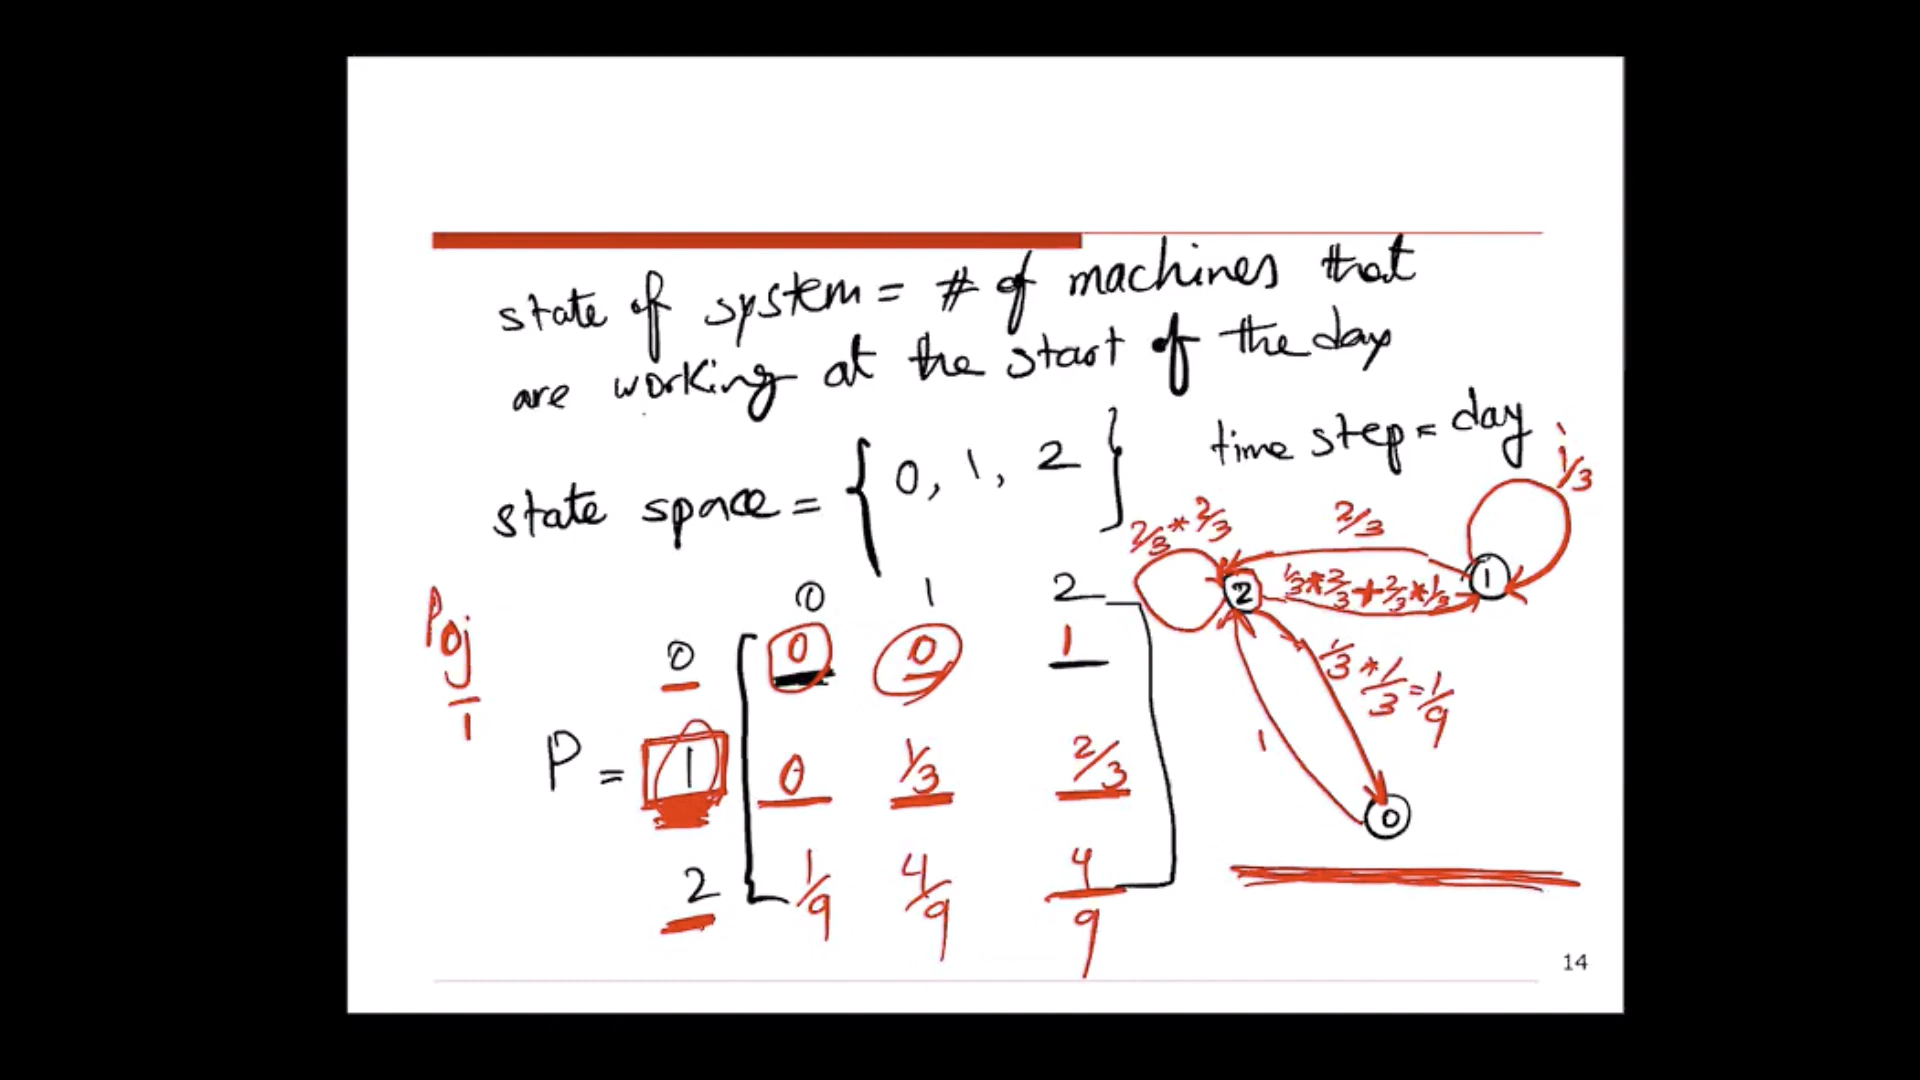 state of system = # of machines that
are working at the start of the day
time step = day
state space = { 0, 1, 2 }
1/3
2/3 * 2/3
2/3
2
1/3 * 2/3 + 2/3 * 1/3
1
0 1 2
P0j
1
0 0 0 1
1/3 * 1/3 = 1/9
1
P = 1 0 1/3 2/3
0
2 1/9 4/9 4/9
14